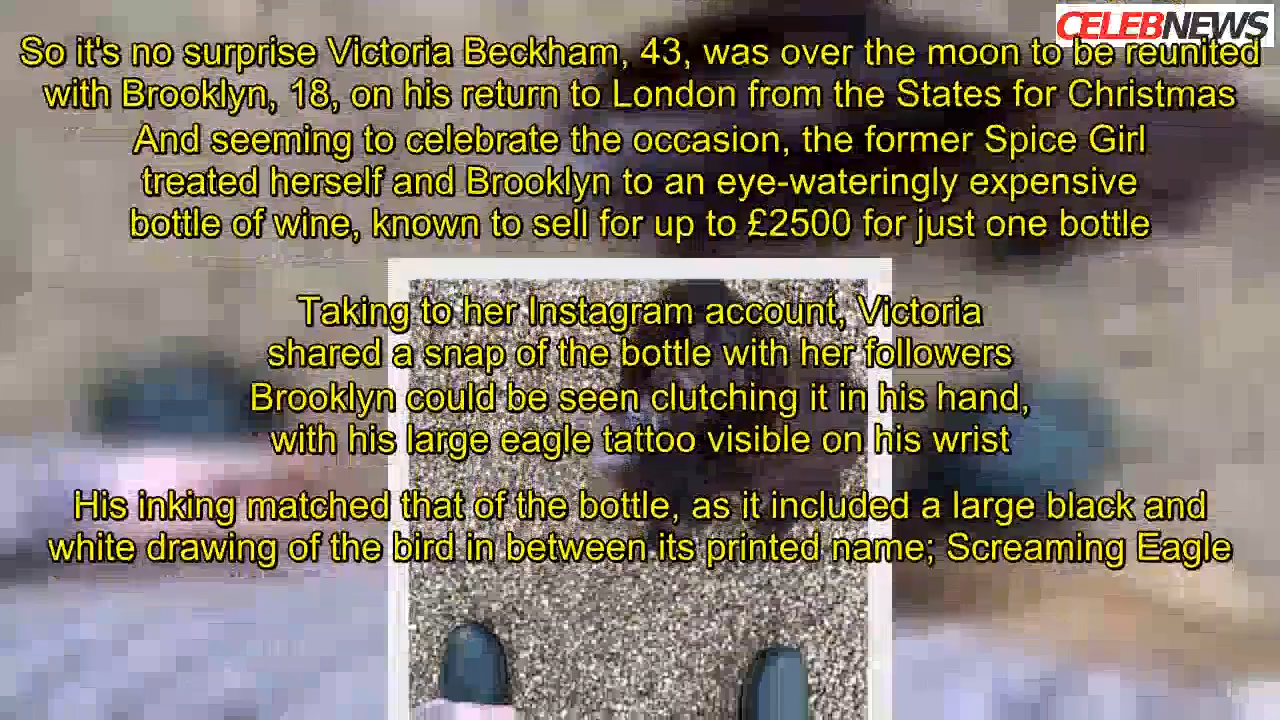 CELEBNEWS
So it's no surprise Victoria Beckham, 43, was over the moon to be reunited
with Brooklyn, 18, on his return to London from the States for Christmas
And seeming to celebrate the occasion, the former Spice Girl
treated herself and Brooklyn to an eye-wateringly expensive
bottle of wine, known to sell for up to £2500 for just one bottle
Taking to her Instagram account, Victoria
shared a snap of the bottle with her followers
Brooklyn could be seen clutching it in his hand,
with his large eagle tattoo visible on his wrist
His inking matched that of the bottle, as it included a large black and
white drawing of the bird in between its printed name; Screaming Eagle